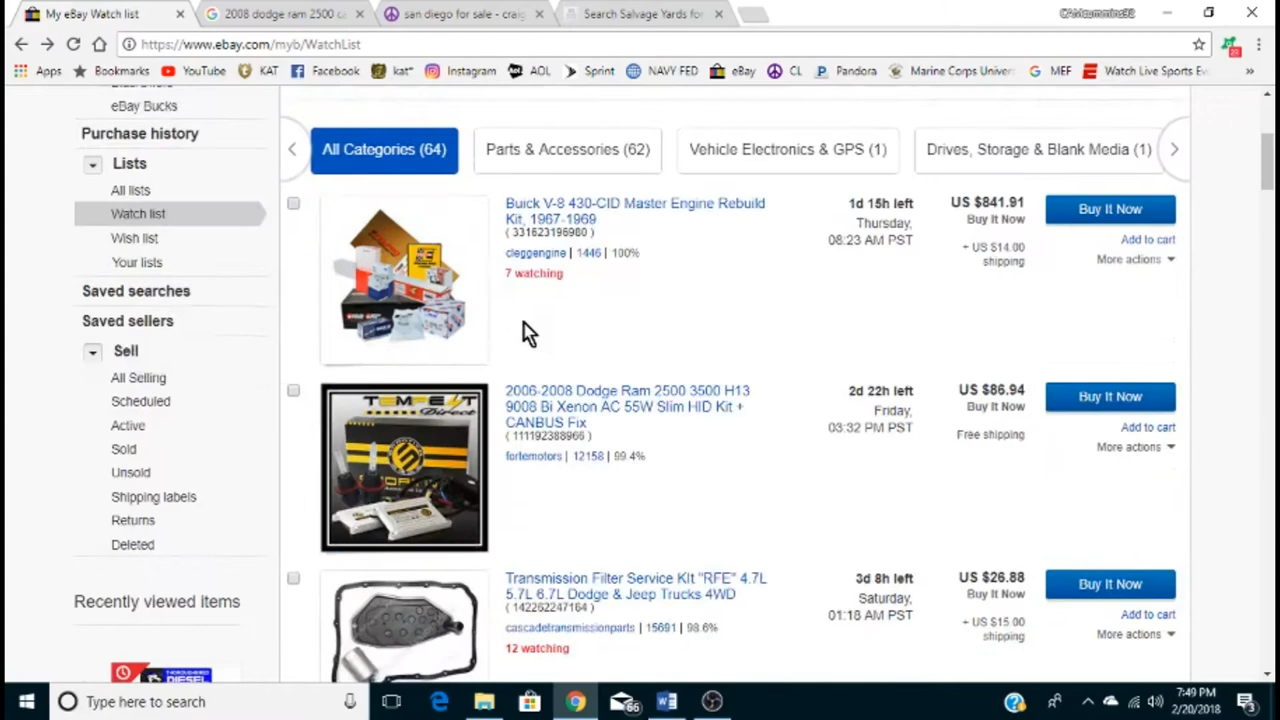 My eBay Watch list
2008 dodge ram 2500 ca
san diego for sale - craig
Search Salvage Yards for
CAMcummins32
https://www.ebay.com/myb/WatchList
Apps
Bookmarks
YouTube
KAT
Facebook
kat*
Instagram
AOL
Sprint
NAVY FED
eBay
CL
Pandora
Marine Corps Univer
MEF
Watch Live Sports Ev
»
eBay Bucks
Purchase history
Lists
All lists
Watch list
Wish list
Your lists
Saved searches
Saved sellers
Sell
All Selling
Scheduled
Active
Sold
Unsold
Shipping labels
Returns
Deleted
Recently viewed items
All Categories (64)
Parts & Accessories (62)
Vehicle Electronics & GPS (1)
Drives, Storage & Blank Media (1)
Buick V-8 430-CID Master Engine Rebuild
Kit, 1967-1969
( 331623196980 )
cleggengine | 1446 | 100%
7 watching
1d 15h left
Thursday,
08:23 AM PST
US $841.91
Buy It Now
+ US $14.00
shipping
Buy It Now
Add to cart
More actions
TEMPEST
Direct
2006-2008 Dodge Ram 2500 3500 H13
9008 Bi Xenon AC 55W Slim HID Kit +
CANBUS Fix
( 111192388966 )
fortemotors | 12158 | 99.4%
2d 22h left
Friday,
03:32 PM PST
US $86.94
Buy It Now
Free shipping
Buy It Now
Add to cart
More actions
Transmission Filter Service KIt "RFE" 4.7L
5.7L 6.7L Dodge & Jeep Trucks 4WD
( 142262247164 )
cascadetransmissionparts | 15691 | 98.6%
12 watching
3d 8h left
Saturday,
01:18 AM PST
US $26.88
Buy It Now
+ US $15.00
shipping
Buy It Now
Add to cart
More actions
Type here to search
66
7:49 PM
2/20/2018
3